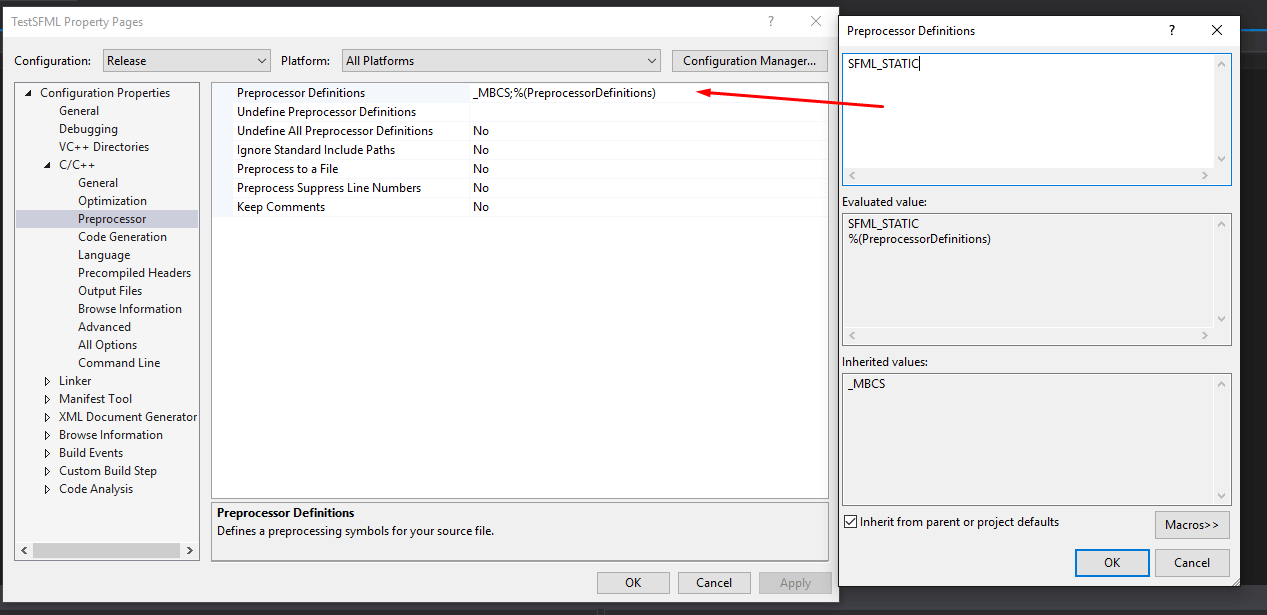 TestSFML Property Pages
?
Configuration: Release Platform: All Platforms Configuration Manager...
Configuration Properties
General
Debugging
VC++ Directories
C/C++
General
Optimization
Preprocessor
Code Generation
Language
Precompiled Headers
Output Files
Browse Information
Advanced
All Options
Command Line
Linker
Manifest Tool
XML Document Generator
Browse Information
Build Events
Custom Build Step
Code Analysis
Preprocessor Definitions _MBCS;%(PreprocessorDefinitions)
Undefine Preprocessor Definitions
Undefine All Preprocessor Definitions No
Ignore Standard Include Paths No
Preprocess to a File No
Preprocess Suppress Line Numbers No
Keep Comments No
Preprocessor Definitions
Defines a preprocessing symbols for your source file.
OK Cancel Apply
Preprocessor Definitions
?
SFML_STATIC
Evaluated value:
SFML_STATIC
%(PreprocessorDefinitions)
Inherited values:
_MBCS
Inherit from parent or project defaults
Macros>>
OK Cancel